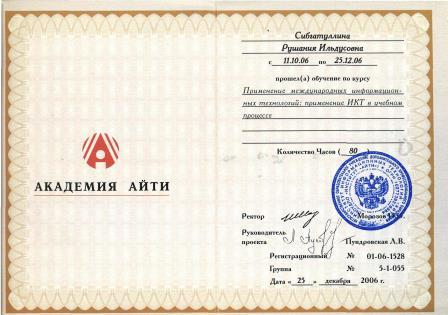 АКАДЕМИЯ АЙТИ
Сибгатуллина
Рушания Ильдусовна
с 11.10.06 по 25.12.06
прошел(а) обучение по курсу
Применение международных информацион-
ных технологий: применение ИКТ в учебном
процессе
Количество Часов ( 80 )
Ректор Морозов
Руководитель
проекта Пундровская А.В.
Регистрационный № 01-06-1528
Группа № 5-1-055
Дата « 25 » декабря 2006 г.